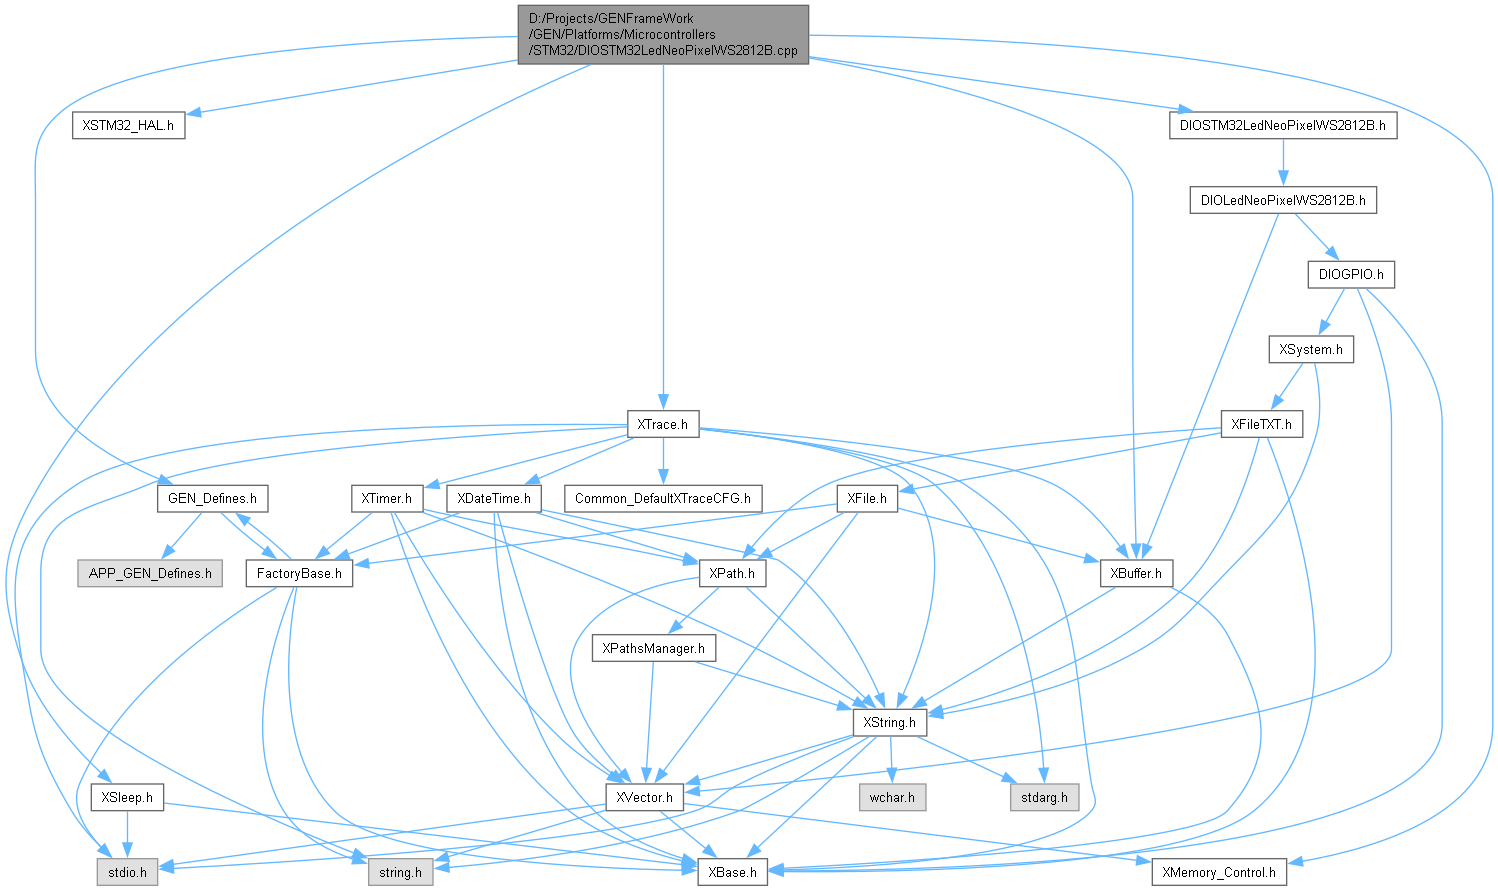 D:/Projects/GENFrameWork
/GEN/Platforms/Microcontrollers
/STM32/DIOSTM32LedNeoPixelWS2812B.cpp
XSTM32_HAL.h
DIOSTM32LedNeoPixelWS2812B.h
DIOLedNeoPixelWS2812B.h
DIOGPIO.h
XSystem.h
XTrace.h
XFileTXT.h
GEN_Defines.h
XTimer.h
XDateTime.h
Common_DefaultXTraceCFG.h
XFile.h
APP_GEN_Defines.h
FactoryBase.h
XPath.h
XBuffer.h
XPathsManager.h
XString.h
XSleep.h
XVector.h
wchar.h
stdarg.h
stdio.h
string.h
XBase.h
XMemory_Control.h